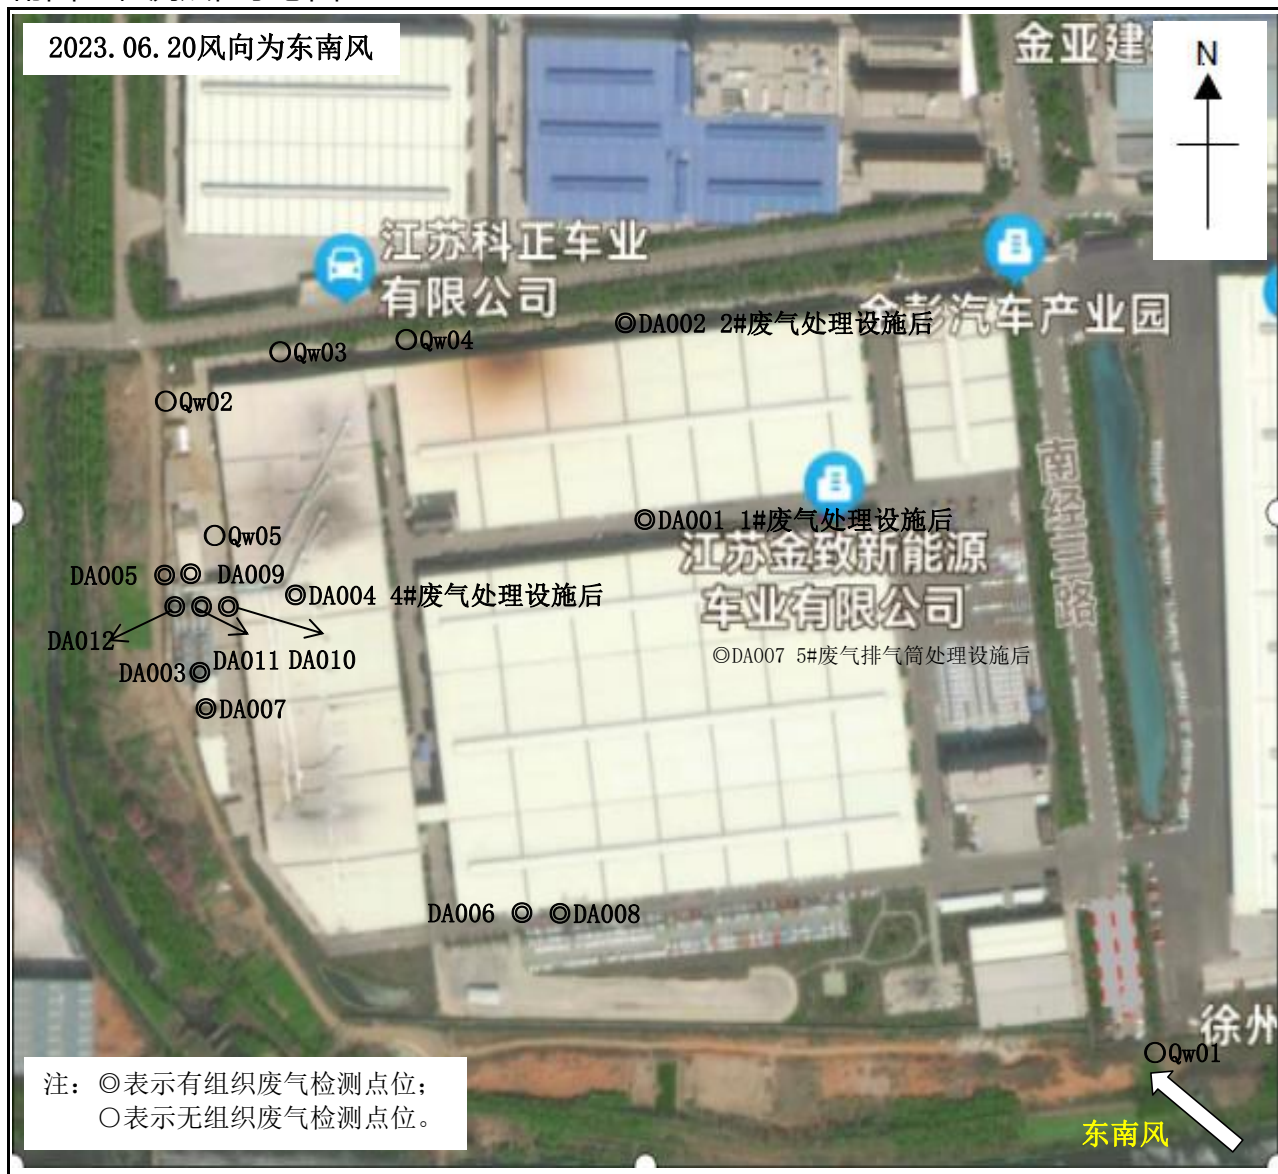 2023.06.20风向为东南风
金亚建
N
江苏科正车业
有限公司
金彭汽车产业园
◎DA002 2#废气处理设施后
○Qw03
○Qw04
○Qw02
南经三路
◎DA001 1#废气处理设施后
江苏金致新能源
车业有限公司
○Qw05
DA005 ◎◎ DA009
◎DA004 4#废气处理设施后
◎◎◎
DA012
DA011 DA010
◎DA007 5#废气排气筒处理设施后
DA003◎
◎DA007
DA006 ◎ ◎DA008
徐州
○Qw01
注：◎表示有组织废气检测点位；
○表示无组织废气检测点位。
东南风